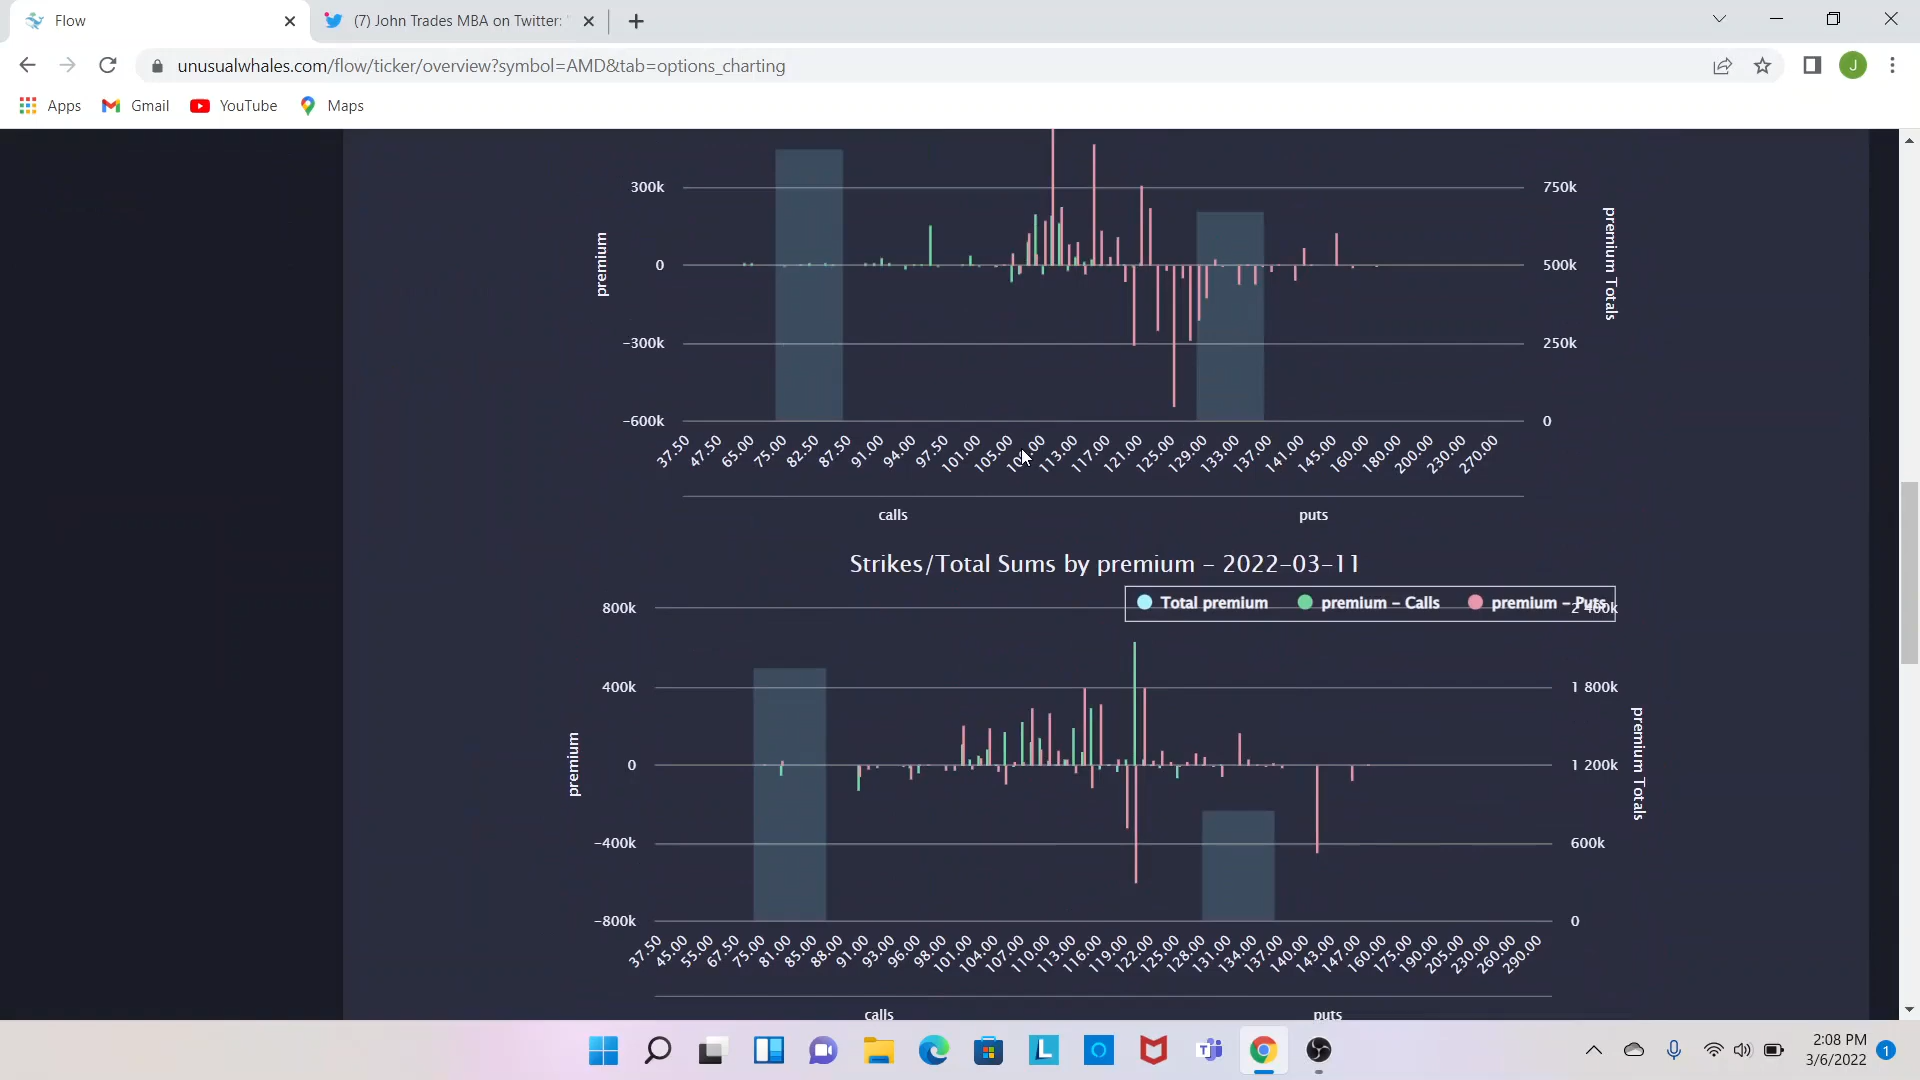 Flow
(7) John Trades MBA on Twitter:
unusualwhales.com/flow/ticker/overview?symbol=AMD&tab=options_charting
J
Apps
Gmail
YouTube
Maps
300k
0
-300k
-600k
premium
750k
500k
250k
0
premium Totals
37.50 47.50 65.00 75.00 82.50 87.50 91.00 94.00 97.50 101.00 105.00 113.00 117.00 121.00 125.00 129.00 133.00 137.00 141.00 145.00 160.00 180.00 200.00 230.00 270.00
calls
puts
Strikes/Total Sums by premium - 2022-03-11
Total premium
premium - Calls
premium - Puts
800k
400k
0
-400k
-800k
premium
2 400k
1 800k
1 200k
600k
0
premium Totals
37.50 45.00 55.00 67.50 75.00 81.00 85.00 88.00 91.00 93.00 96.00 98.00 101.00 104.00 107.00 110.00 113.00 116.00 119.00 122.00 125.00 128.00 131.00 134.00 137.00 140.00 143.00 147.00 160.00 175.00 190.00 205.00 230.00 260.00 290.00
calls
puts
2:08 PM
3/6/2022
1